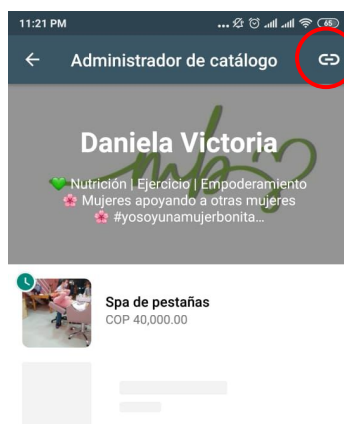 11:21 PM
65
Administrador de catálogo
Daniela Victoria
💚 Nutrición | Ejercicio | Empoderamiento
🌸 Mujeres apoyando a otras mujeres
🌸 #yosoyunamujerbonita...
Spa de pestañas
COP 40,000.00